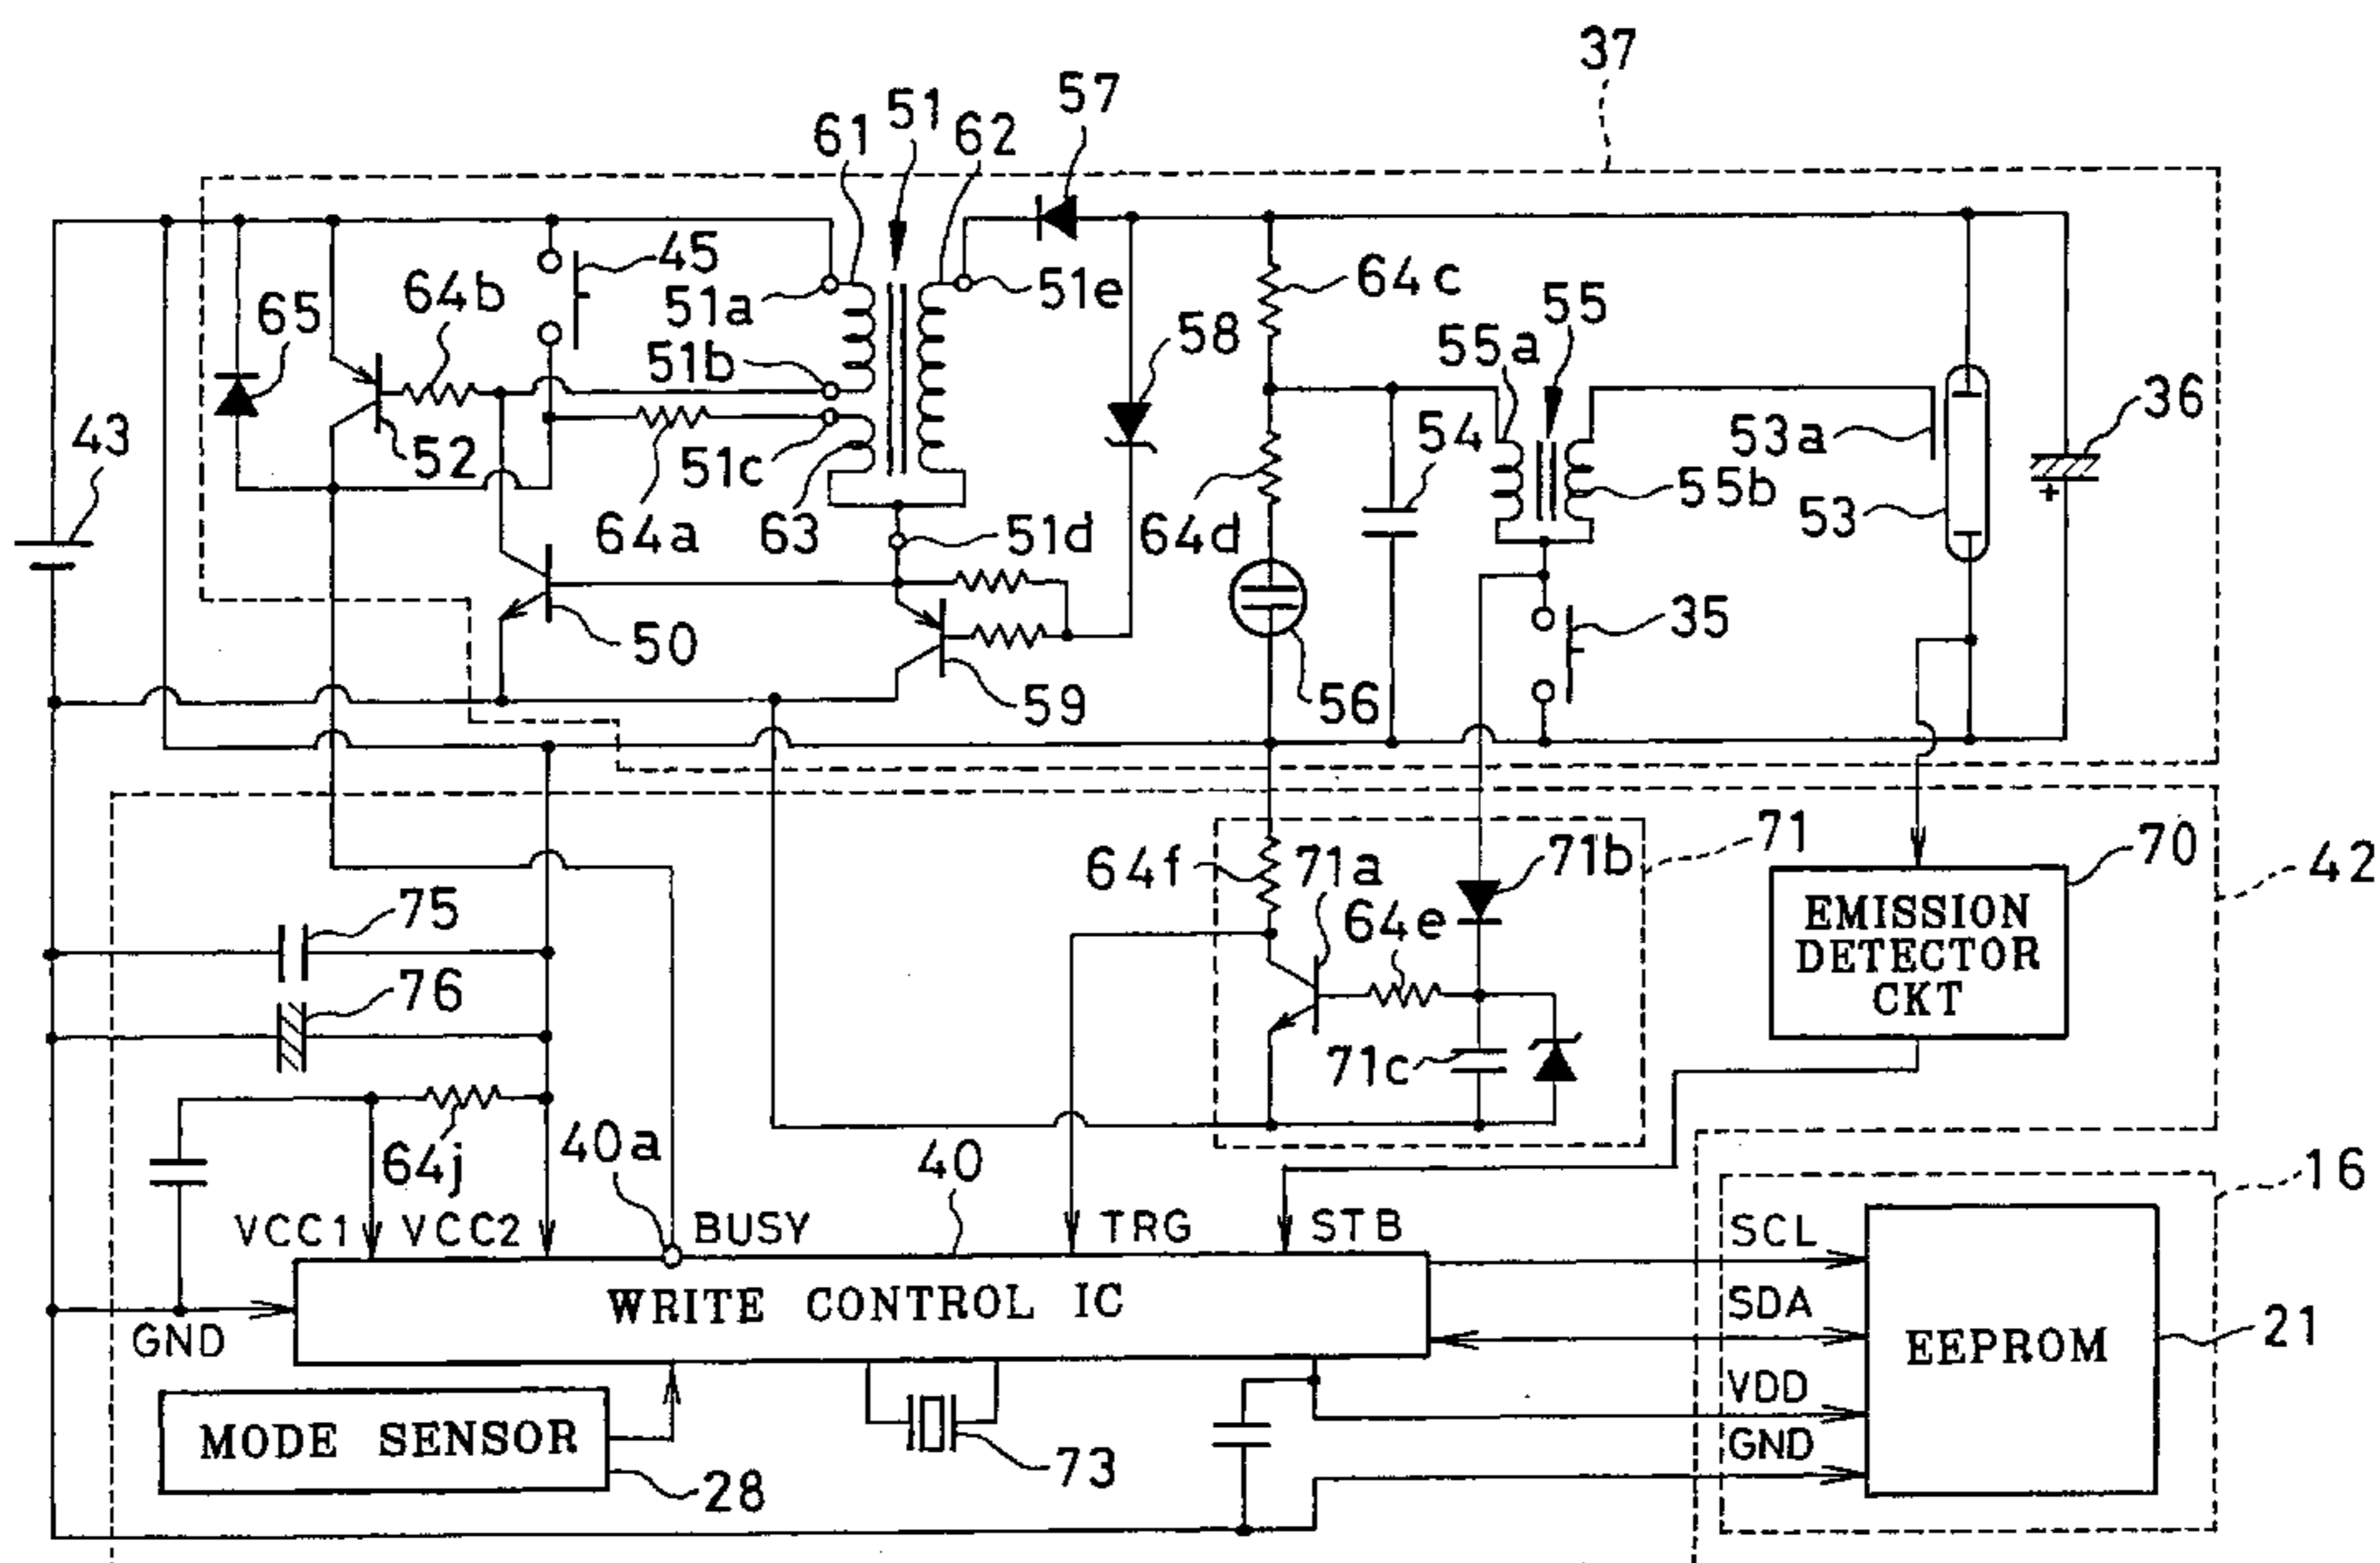 37
57
51
61
62
45
51a
51e
64c
64b
65
51b
58
55
55a
43
52
51c
54
53a
36
55b
53
64a
63
51d
64d
50
59
56
35
71
70
42
64f
71a
71b
75
64e
EMISSION
DETECTOR
CKT
76
71c
64j
40a
40
16
VCC1
VCC2
BUSY
TRG
STB
SCL
WRITE CONTROL IC
SDA
GND
EEPROM
21
VDD
MODE SENSOR
GND
73
28
+